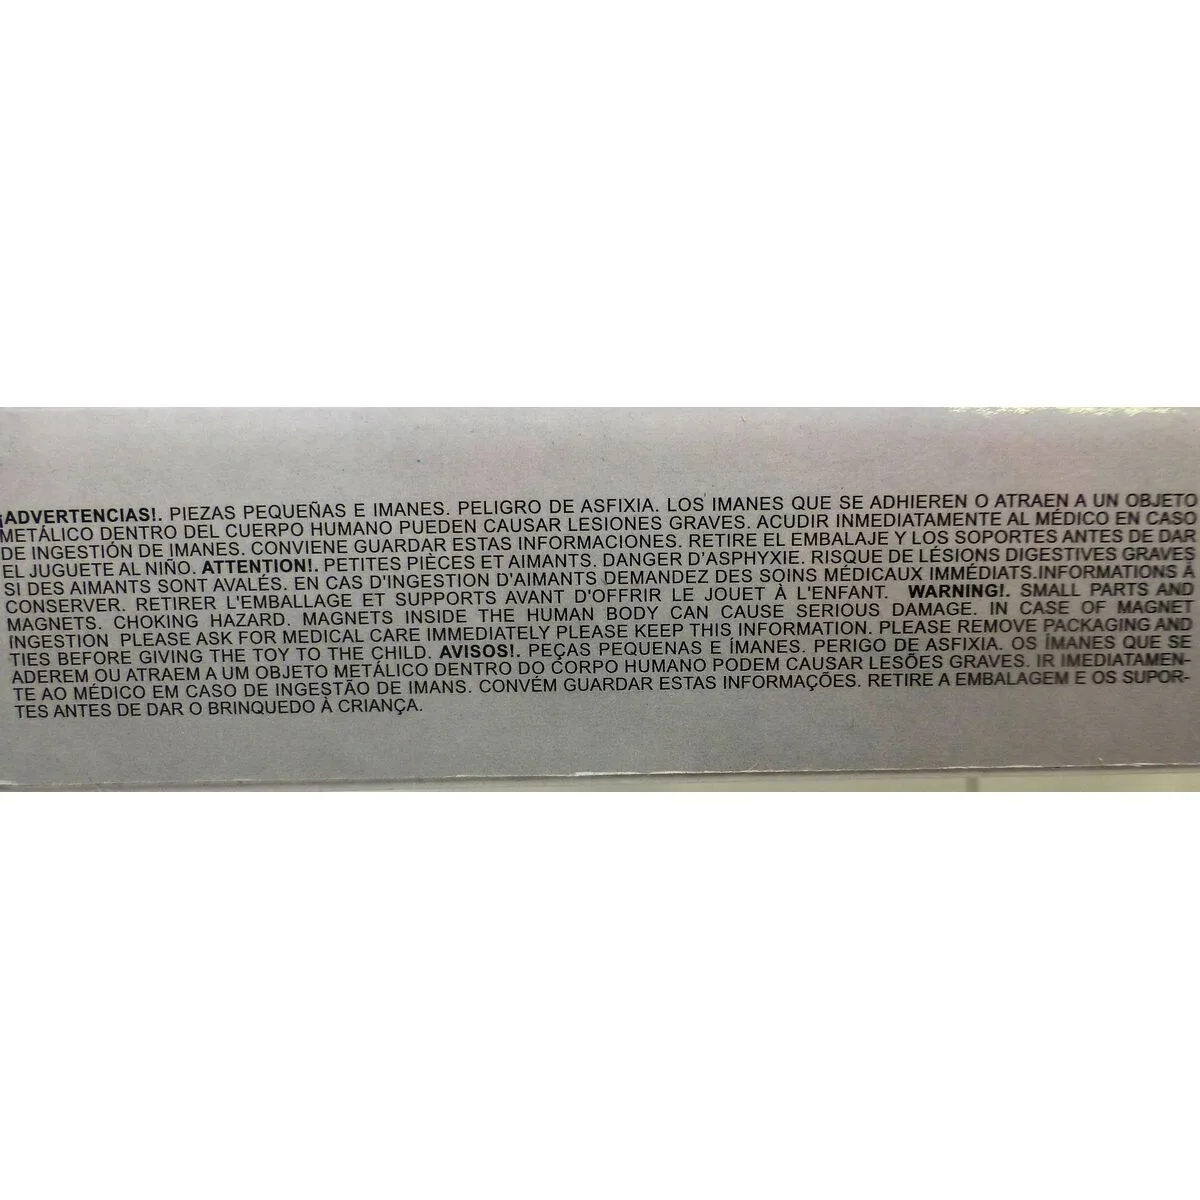 ¡ADVERTENCIAS!. PIEZAS PEQUEÑAS E IMANES. PELIGRO DE ASFIXIA. LOS IMANES QUE SE ADHIEREN O ATRAEN A UN OBJETO
METÁLICO DENTRO DEL CUERPO HUMANO PUEDEN CAUSAR LESIONES GRAVES. ACUDIR INMEDIATAMENTE AL MÉDICO EN CASO
DE INGESTIÓN DE IMANES. CONVIENE GUARDAR ESTAS INFORMACIONES. RETIRE EL EMBALAJE Y LOS SOPORTES ANTES DE DAR
EL JUGUETE AL NIÑO. ATTENTION!. PETITES PIÈCES ET AIMANTS. DANGER D'ASPHYXIE. RISQUE DE LÉSIONS DIGESTIVES GRAVES
SI DES AIMANTS SONT AVALÉS. EN CAS D'INGESTION D'AIMANTS DEMANDEZ DES SOINS MÉDICAUX IMMÉDIATS.INFORMATIONS À
CONSERVER. RETIRER L'EMBALLAGE ET SUPPORTS AVANT D'OFFRIR LE JOUET À L'ENFANT. WARNING!. SMALL PARTS AND
MAGNETS. CHOKING HAZARD. MAGNETS INSIDE THE HUMAN BODY CAN CAUSE SERIOUS DAMAGE. IN CASE OF MAGNET
INGESTION PLEASE ASK FOR MEDICAL CARE IMMEDIATELY PLEASE KEEP THIS INFORMATION. PLEASE REMOVE PACKAGING AND
TIES BEFORE GIVING THE TOY TO THE CHILD. AVISOS!. PEÇAS PEQUENAS E ÍMANES. PERIGO DE ASFIXIA. OS ÍMANES QUE SE
ADEREM OU ATRAEM A UM OBJETO METÁLICO DENTRO DO CORPO HUMANO PODEM CAUSAR LESÕES GRAVES. IR IMEDIATAMEN-
TE AO MÉDICO EM CASO DE INGESTÃO DE IMANS. CONVÉM GUARDAR ESTAS INFORMAÇÕES. RETIRE A EMBALAGEM E OS SUPOR-
TES ANTES DE DAR O BRINQUEDO À CRIANÇA.